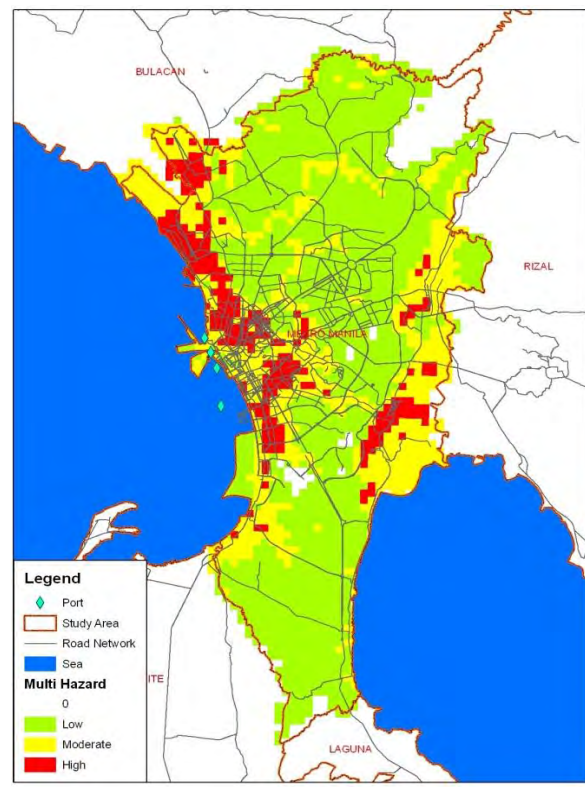 BULACAN
RIZAL
METRO MANILA
Legend
Port
Study Area
Road Network
Sea
Multi Hazard
0
Low
Moderate
High
ITE
LAGUNA